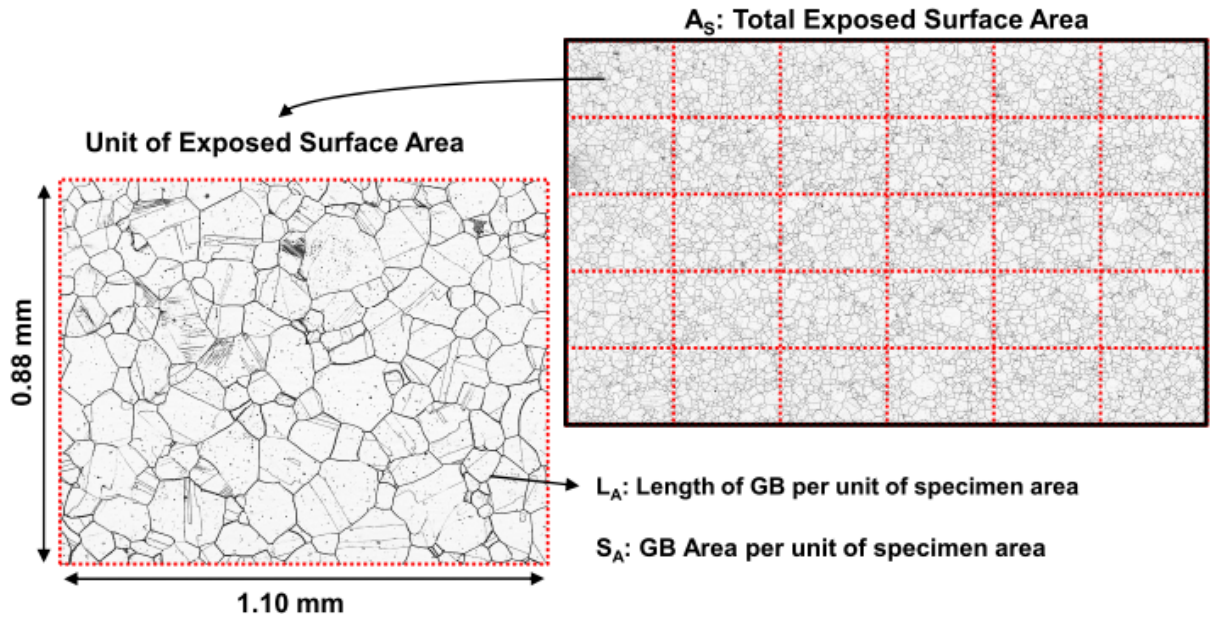 A_S: Total Exposed Surface Area
Unit of Exposed Surface Area
0.88 mm
1.10 mm
L_A: Length of GB per unit of specimen area
S_A: GB Area per unit of specimen area